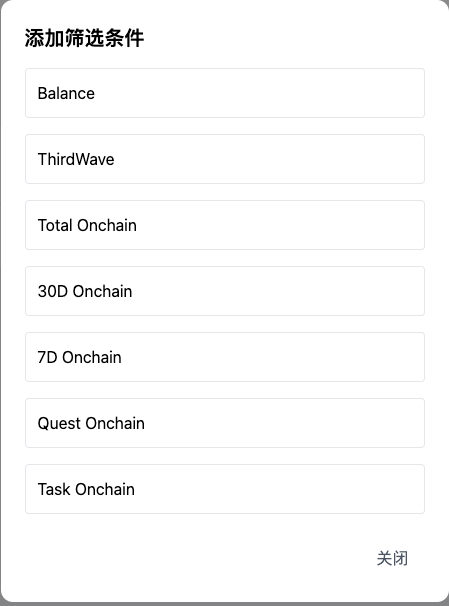 添加筛选条件
Balance
ThirdWave
Total Onchain
30D Onchain
7D Onchain
Quest Onchain
Task Onchain
关闭